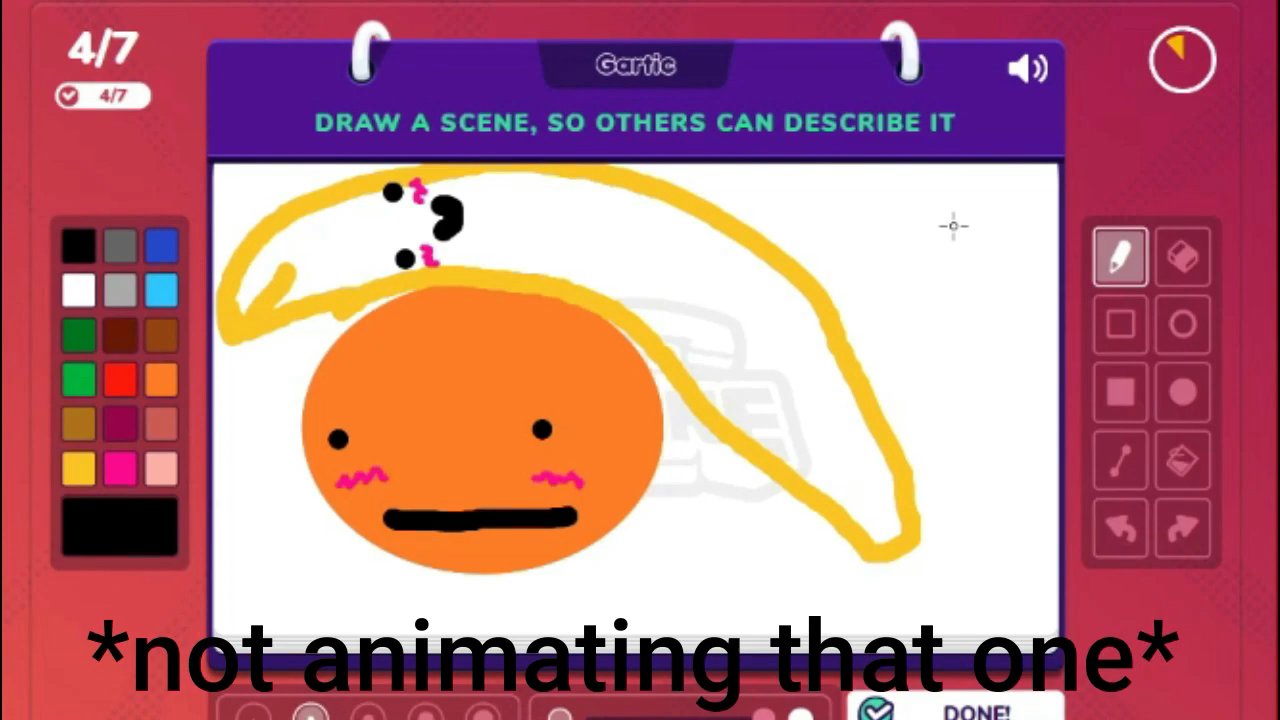 4/7
Gartic
4/7
DRAW A SCENE, SO OTHERS CAN DESCRIBE IT
*not animating that one*
DONE!